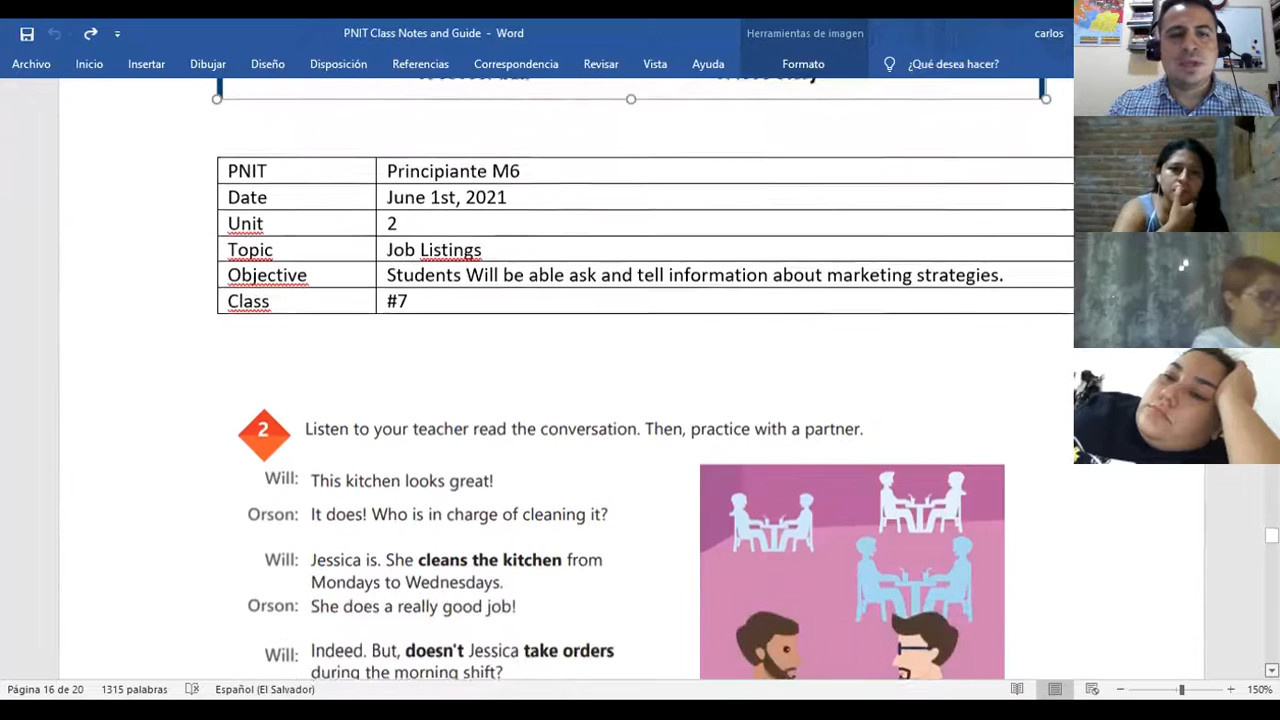 PNIT Class Notes and Guide - Word
Herramientas de imagen
carlos
Archivo Inicio Insertar Dibujar Diseño Disposición Referencias Correspondencia Revisar Vista Ayuda Formato ¿Qué desea hacer?
PNIT Principiante M6
Date June 1st, 2021
Unit 2
Topic Job Listings
Objective Students Will be able ask and tell information about marketing strategies.
Class #7
2 Listen to your teacher read the conversation. Then, practice with a partner.
Will: This kitchen looks great!
Orson: It does! Who is in charge of cleaning it?
Will: Jessica is. She cleans the kitchen from
Mondays to Wednesdays.
Orson: She does a really good job!
Will: Indeed. But, doesn't Jessica take orders
during the morning shift?
Página 16 de 20 1315 palabras Español (El Salvador) 150%